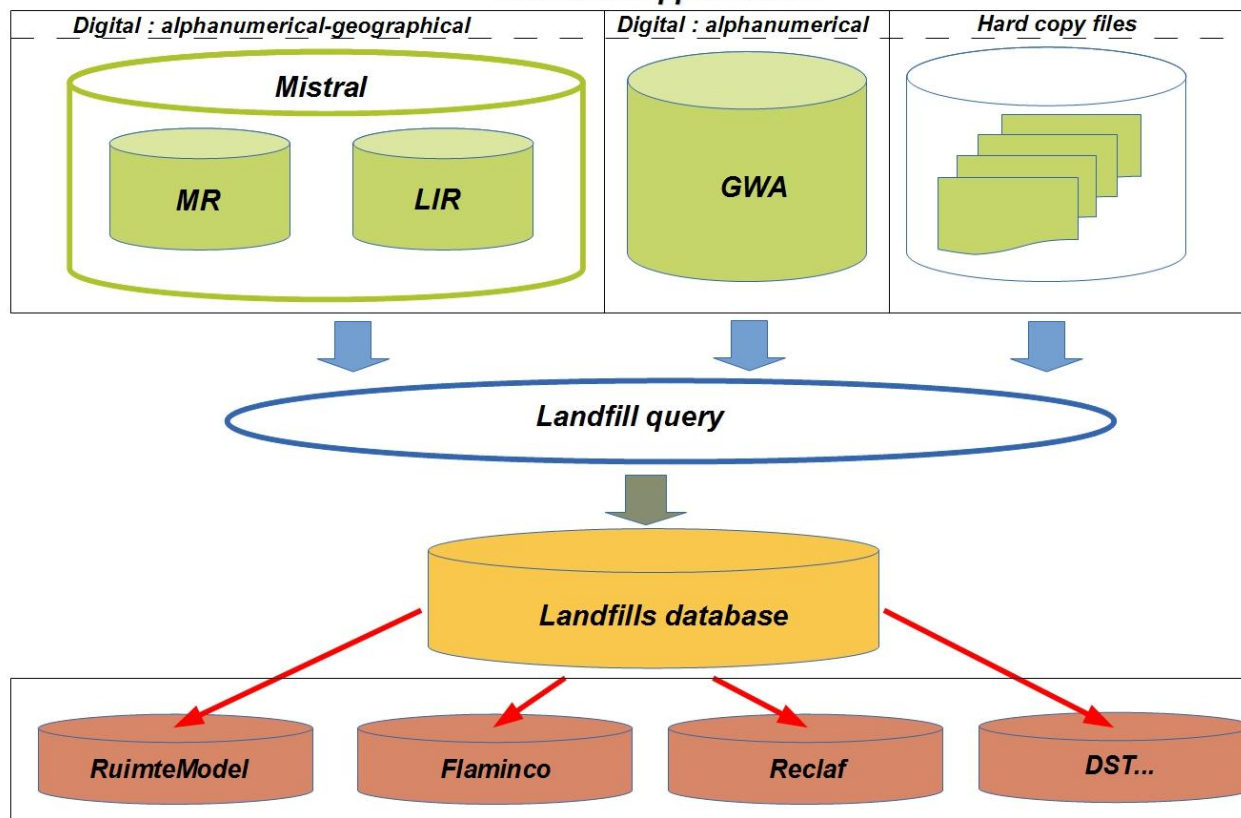 Digital : alphanumerical-geographical
Digital : alphanumerical
Hard copy files
Mistral
MR
LIR
GWA
Landfill query
Landfills database
RuimteModel
Flaminco
Reclaf
DST...